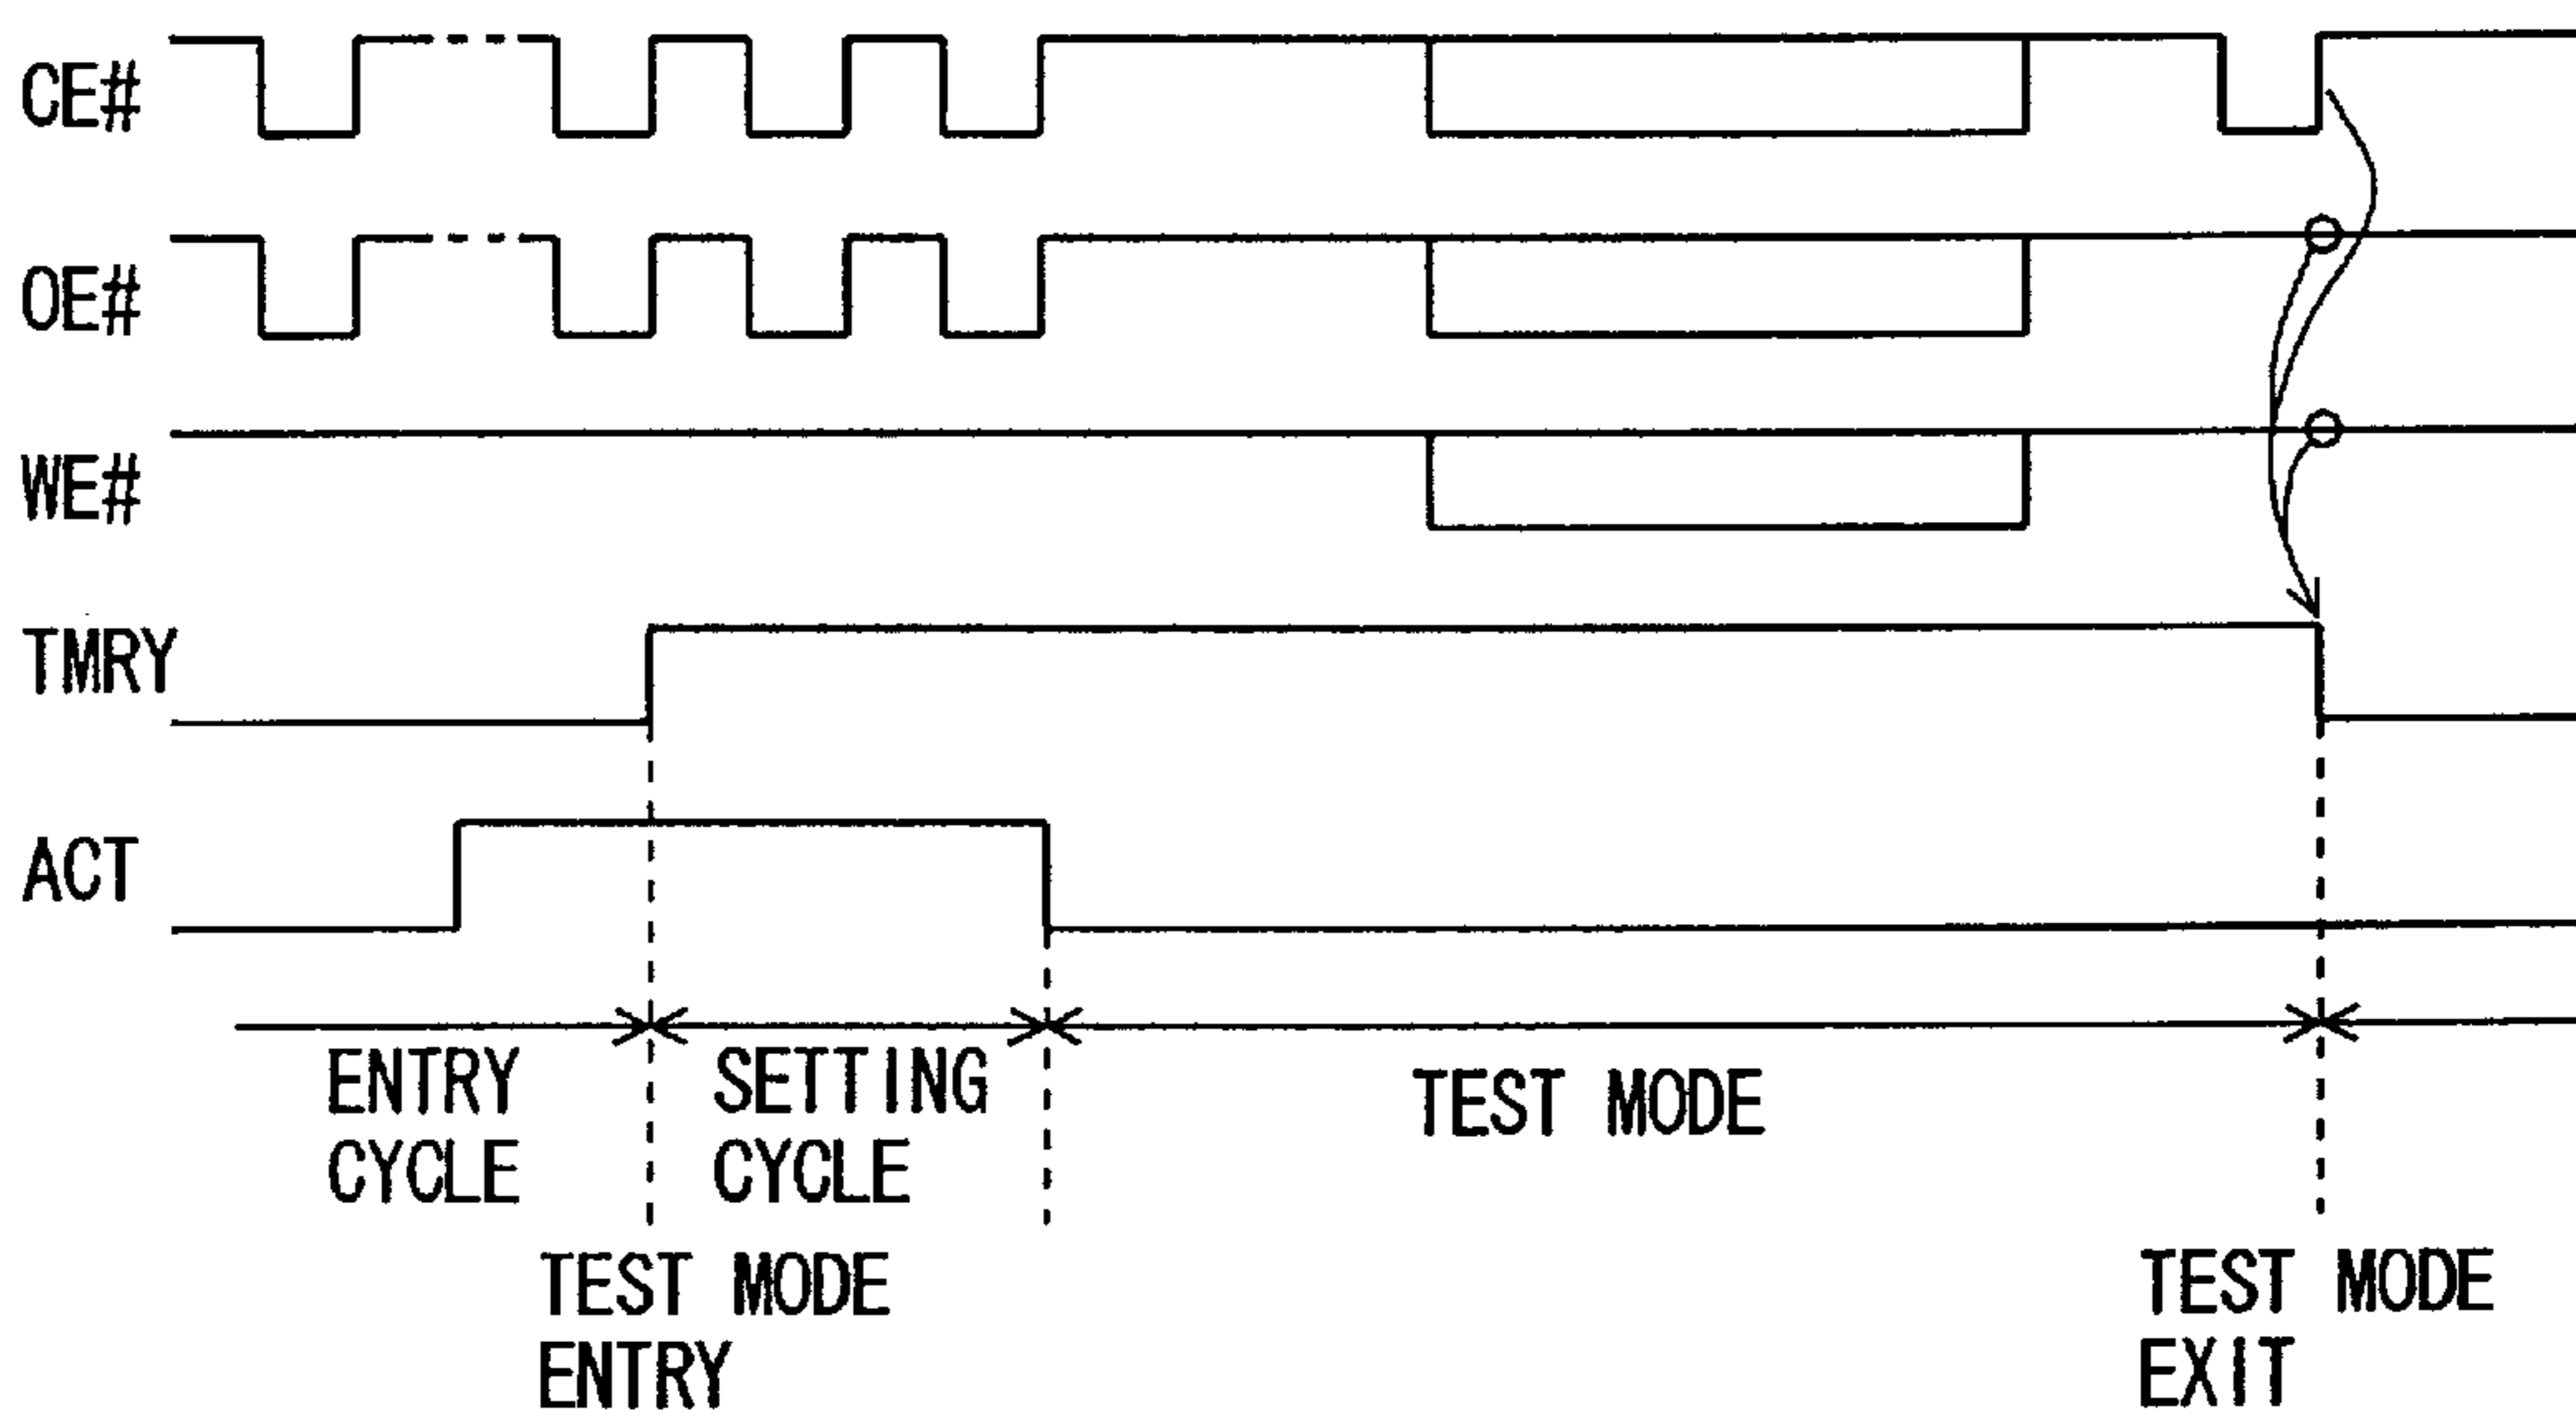 CE#
OE#
WE#
TMRY
ACT
ENTRY
CYCLE
SETTING
CYCLE
TEST MODE
TEST MODE
ENTRY
TEST MODE
EXIT